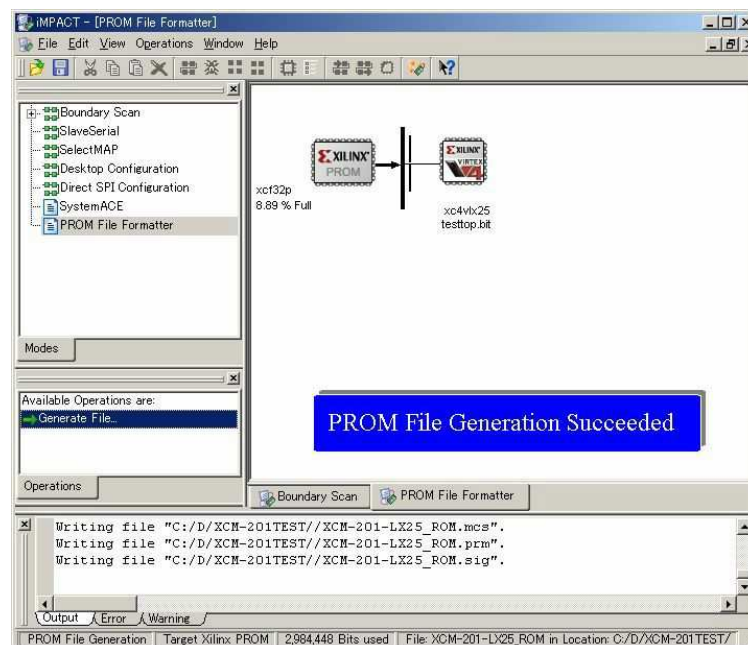 iMPACT - [PROM File Formatter]
File Edit View Operations Window Help
Boundary Scan
SlaveSerial
SelectMAP
Desktop Configuration
Direct SPI Configuration
SystemACE
PROM File Formatter
Modes
Available Operations are:
Generate File...
Operations
XILINX
PROM
xcf32p
8.89 % Full
XILINX
VIRTEX
4
xc4vlx25
testtop.bit
PROM File Generation Succeeded
Boundary Scan
PROM File Formatter
Writing file "C:/D/XCM-201TEST//XCM-201-LX25_ROM.mcs".
Writing file "C:/D/XCM-201TEST//XCM-201-LX25_ROM.prm".
Writing file "C:/D/XCM-201TEST//XCM-201-LX25_ROM.sig".
Output Error Warning
PROM File Generation Target Xilinx PROM 2,984,448 Bits used File: XCM-201-LX25_ROM in Location: C:/D/XCM-201TEST/